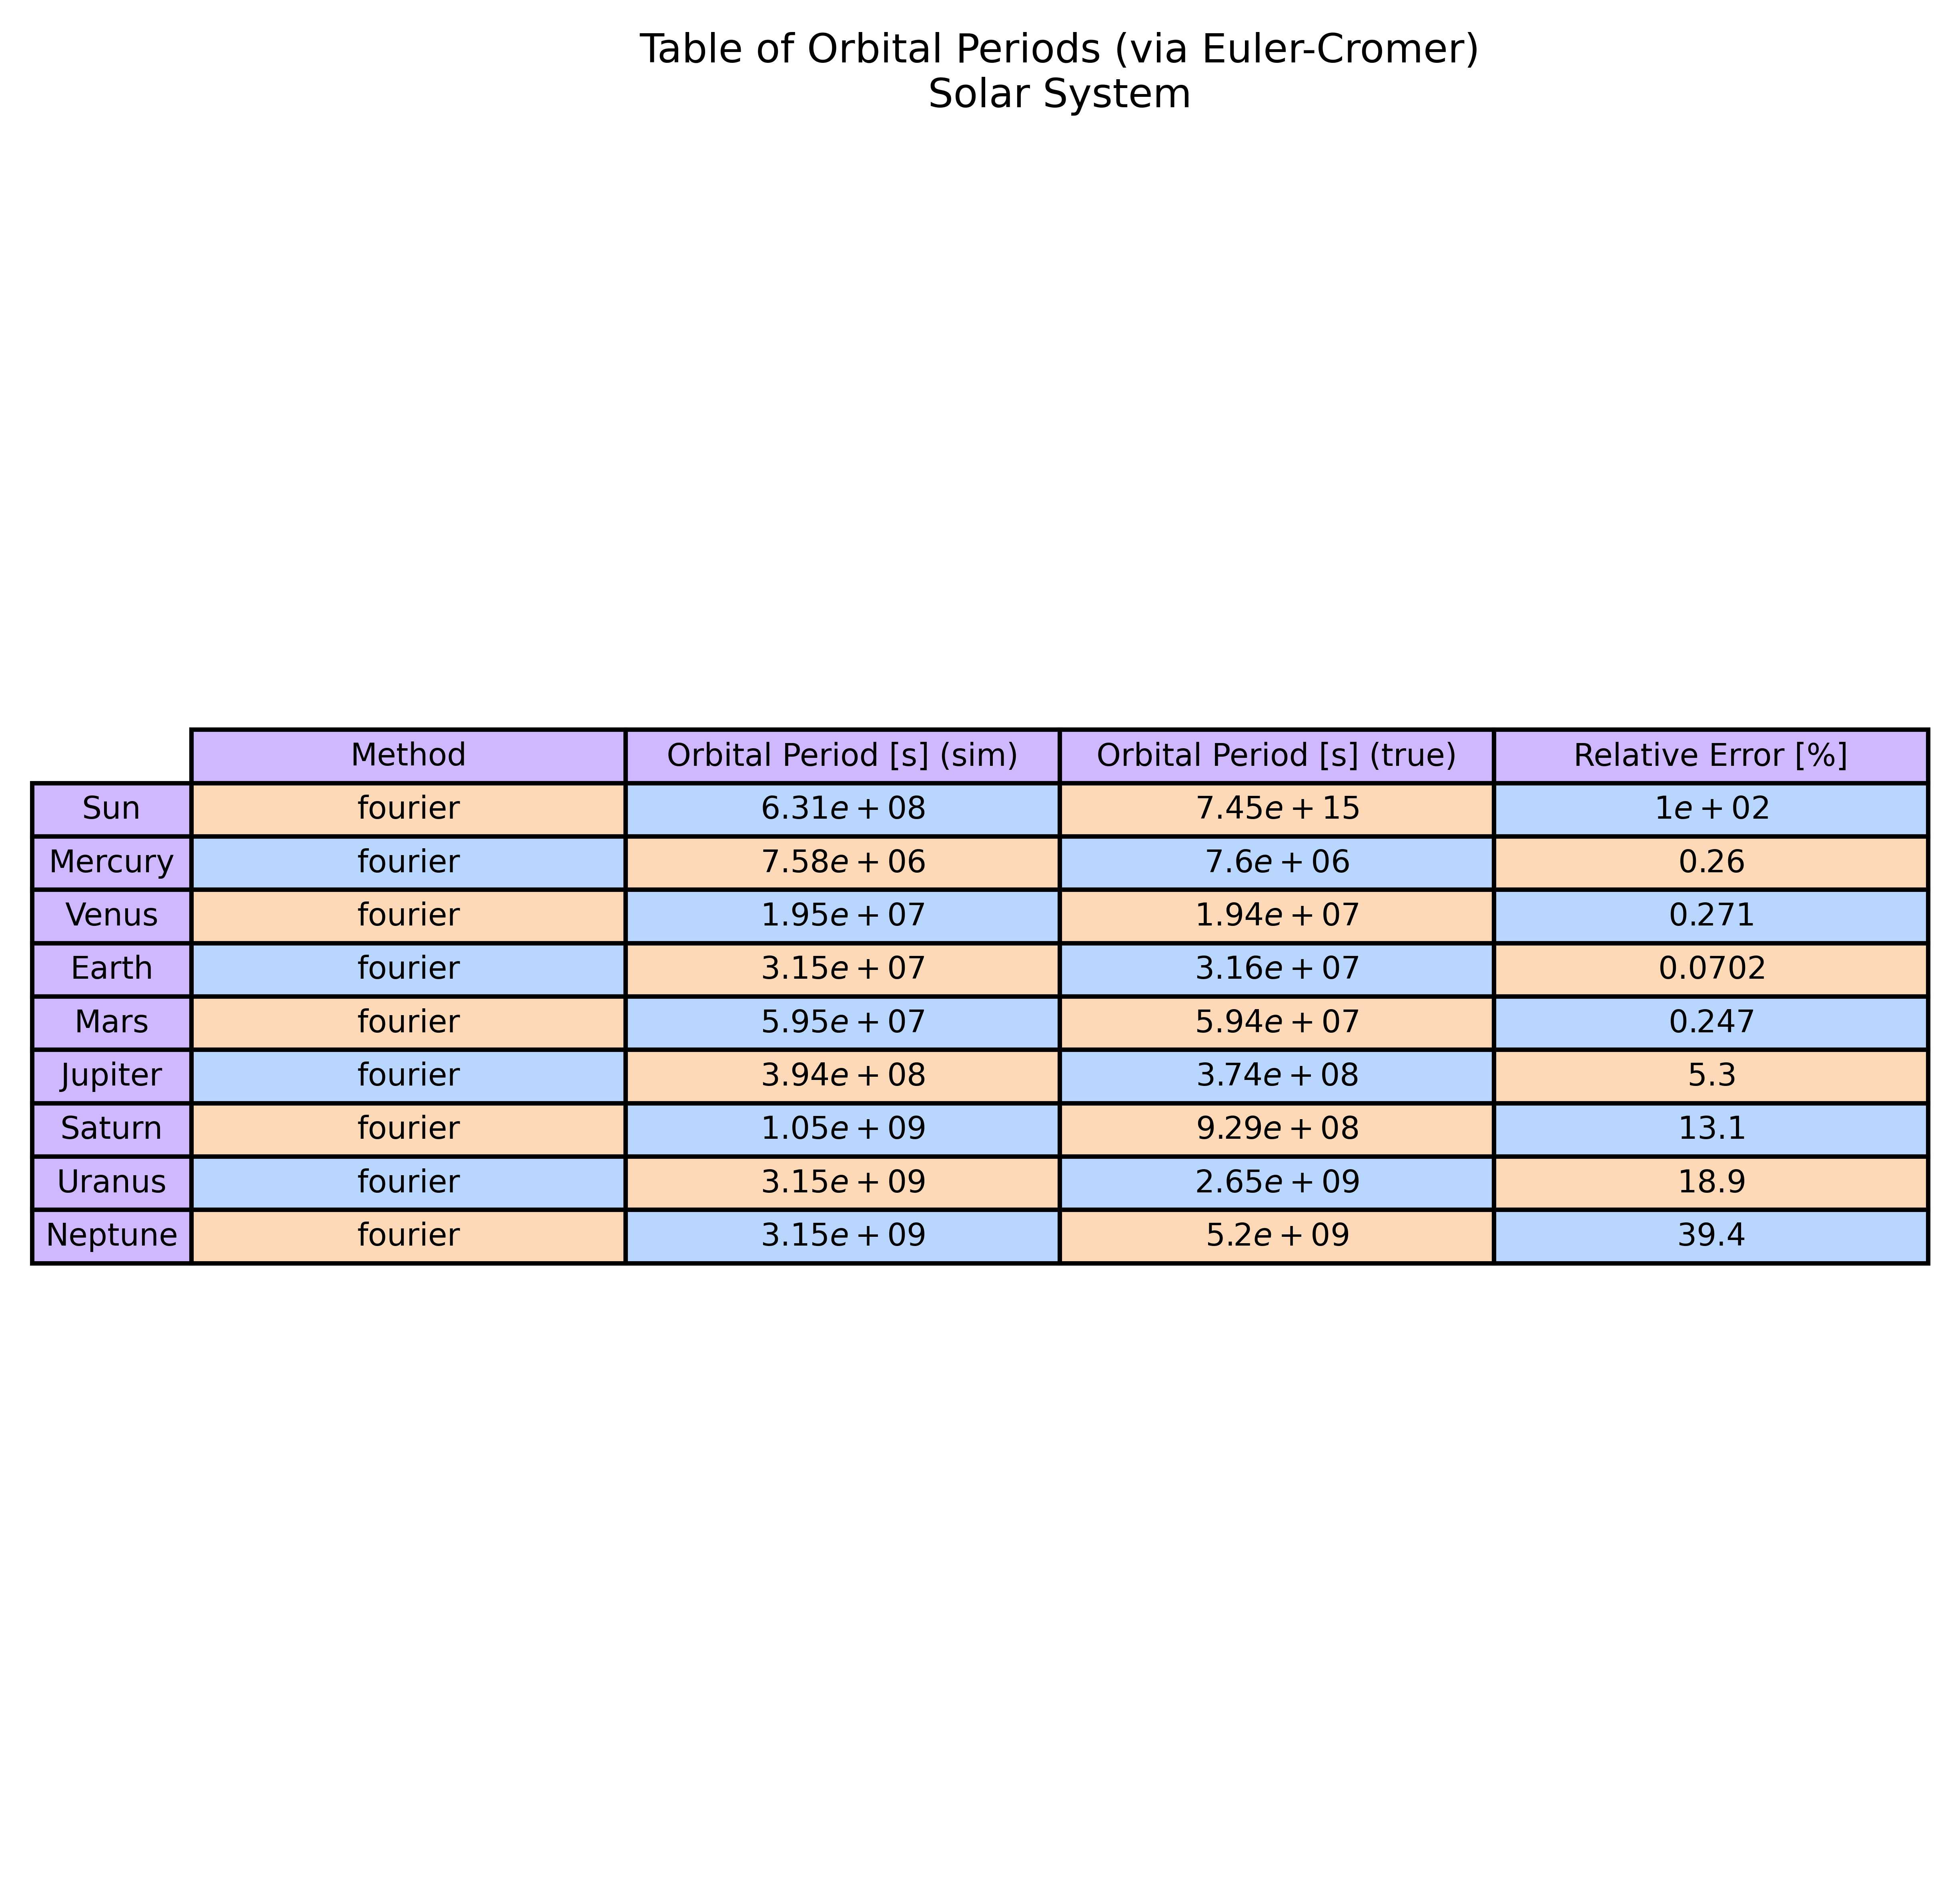 Table of Orbital Periods (via Euler-Cromer)
Solar System
Method Orbital Period [s] (sim) Orbital Period [s] (true) Relative Error [%]
Sun fourier 6.31e + 08 7.45e + 15 1e + 02
Mercury fourier 7.58e + 06 7.6e + 06 0.26
Venus fourier 1.95e + 07 1.94e + 07 0.271
Earth fourier 3.15e + 07 3.16e + 07 0.0702
Mars fourier 5.95e + 07 5.94e + 07 0.247
Jupiter fourier 3.94e + 08 3.74e + 08 5.3
Saturn fourier 1.05e + 09 9.29e + 08 13.1
Uranus fourier 3.15e + 09 2.65e + 09 18.9
Neptune fourier 3.15e + 09 5.2e + 09 39.4